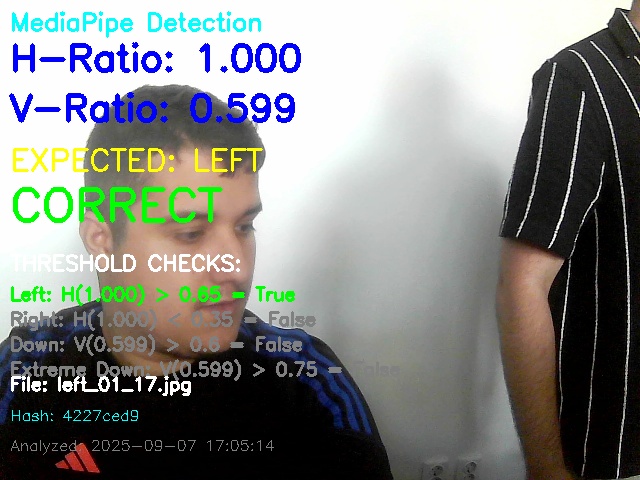 MediaPipe Detection
H-Ratio: 1.000
V-Ratio: 0.599
EXPECTED: LEFT
CORRECT
THRESHOLD CHECKS:
Left: H(1.000) > 0.65 = True
Right: H(1.000) < 0.35 = False
Down: V(0.599) > 0.6 = False
Extreme Down: V(0.599) > 0.75 = False
File: left_01_17.jpg
Hash: 4227ced9
Analyzed: 2025-09-07 17:05:14